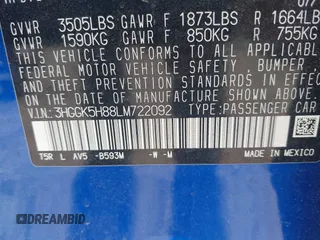 GVWR 3505LBS GAWR F 1873LBS R 1664LB
GVWR 1590KG GAWR F 850KG R 755KG
THIS VEHICLE CONFORMS TO ALL APPLICABLE
FEDERAL MOTOR VEHICLE SAFETY, BUMPER,
AND THEFT PREVENTION STANDARDS IN EFFECT
ON THE DATE OF MANUFACTURE SHOWN ABOVE.
V.I.N.: 3HGGK5H88LM722092 TYPE: PASSENGER CAR
T5R L AV5 -B593M -W -M
MADE IN MEXICO
DREAMBID